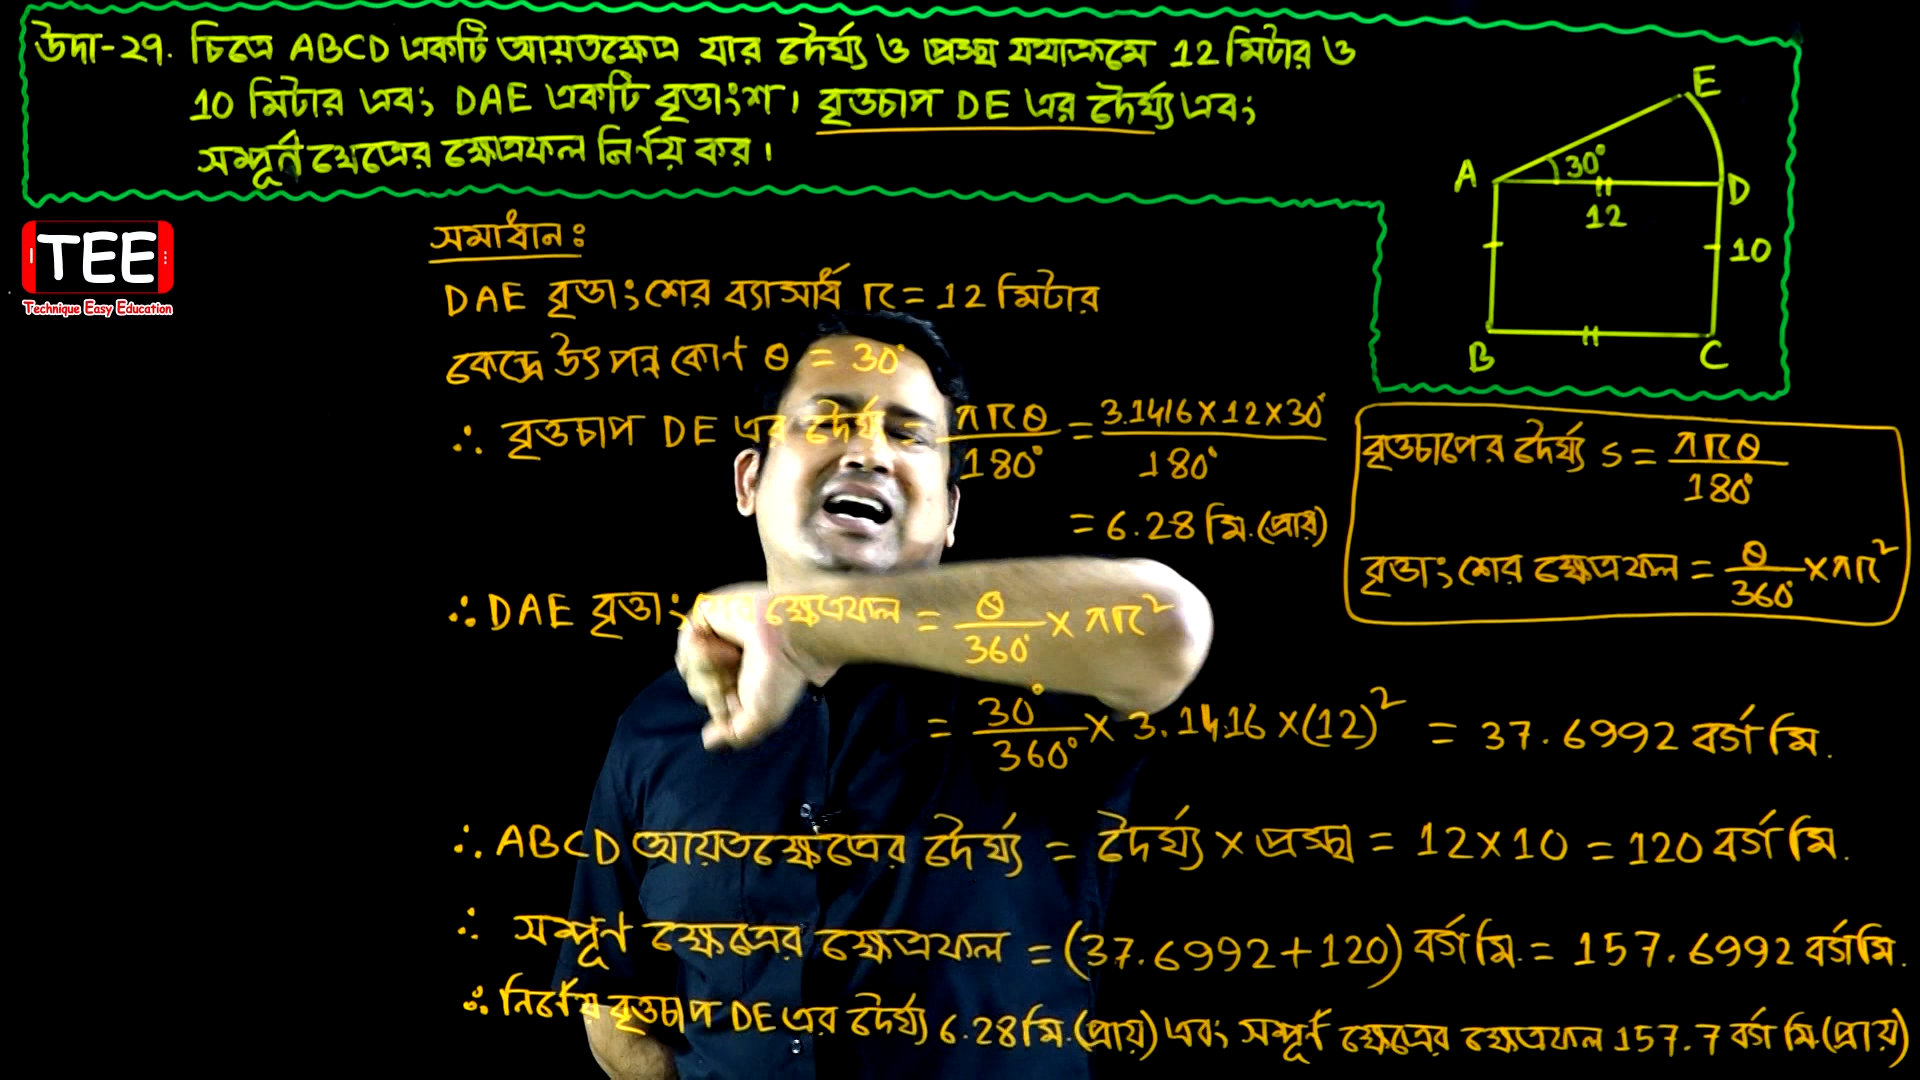 উদা-২৭. চিত্রে ABCD একটি আয়তক্ষেত্র যার দৈর্ঘ্য ও প্রস্থ যথাক্রমে 12 মিটার ও
10 মিটার এবং DAE একটি বৃত্তাংশ। বৃত্তচাপ DE এর দৈর্ঘ্য এবং
সম্পূর্ন খেত্রের ক্ষেত্রফল নির্ণয় কর।
E
A 30° D
12
10
B C
TEE
Technique Easy Education
সমাধান:
DAE বৃত্তাংশের ব্যাসার্ধ r = 12 মিটার
কেন্দ্রে উৎপন্ন কোণ θ = 30°
∴ বৃত্তচাপ DE এর দৈর্ঘ্য = πrθ/180° = 3.1416×12×30°/180°
= 6.28 মি.(প্রায়)
বৃত্তচাপের দৈর্ঘ্য s = πrθ/180°
বৃত্তাংশের ক্ষেত্রফল = θ/360° × πr²
∴ DAE বৃত্তাংশের ক্ষেত্রফল = θ/360° × πr²
= 30°/360° × 3.1416 × (12)² = 37.6992 বর্গ মি.
∴ ABCD আয়তক্ষেত্রের দৈর্ঘ্য = দৈর্ঘ্য × প্রস্থ = 12×10 = 120 বর্গ মি.
∴ সম্পূর্ণ ক্ষেত্রের ক্ষেত্রফল = (37.6992+120) বর্গ মি. = 157.6992 বর্গ মি.
∴ নির্ণেয় বৃত্তচাপ DE এর দৈর্ঘ্য 6.28 মি.(প্রায়) এবং সম্পূর্ন ক্ষেত্রের ক্ষেত্রফল 157.7 বর্গ মি.(প্রায়)